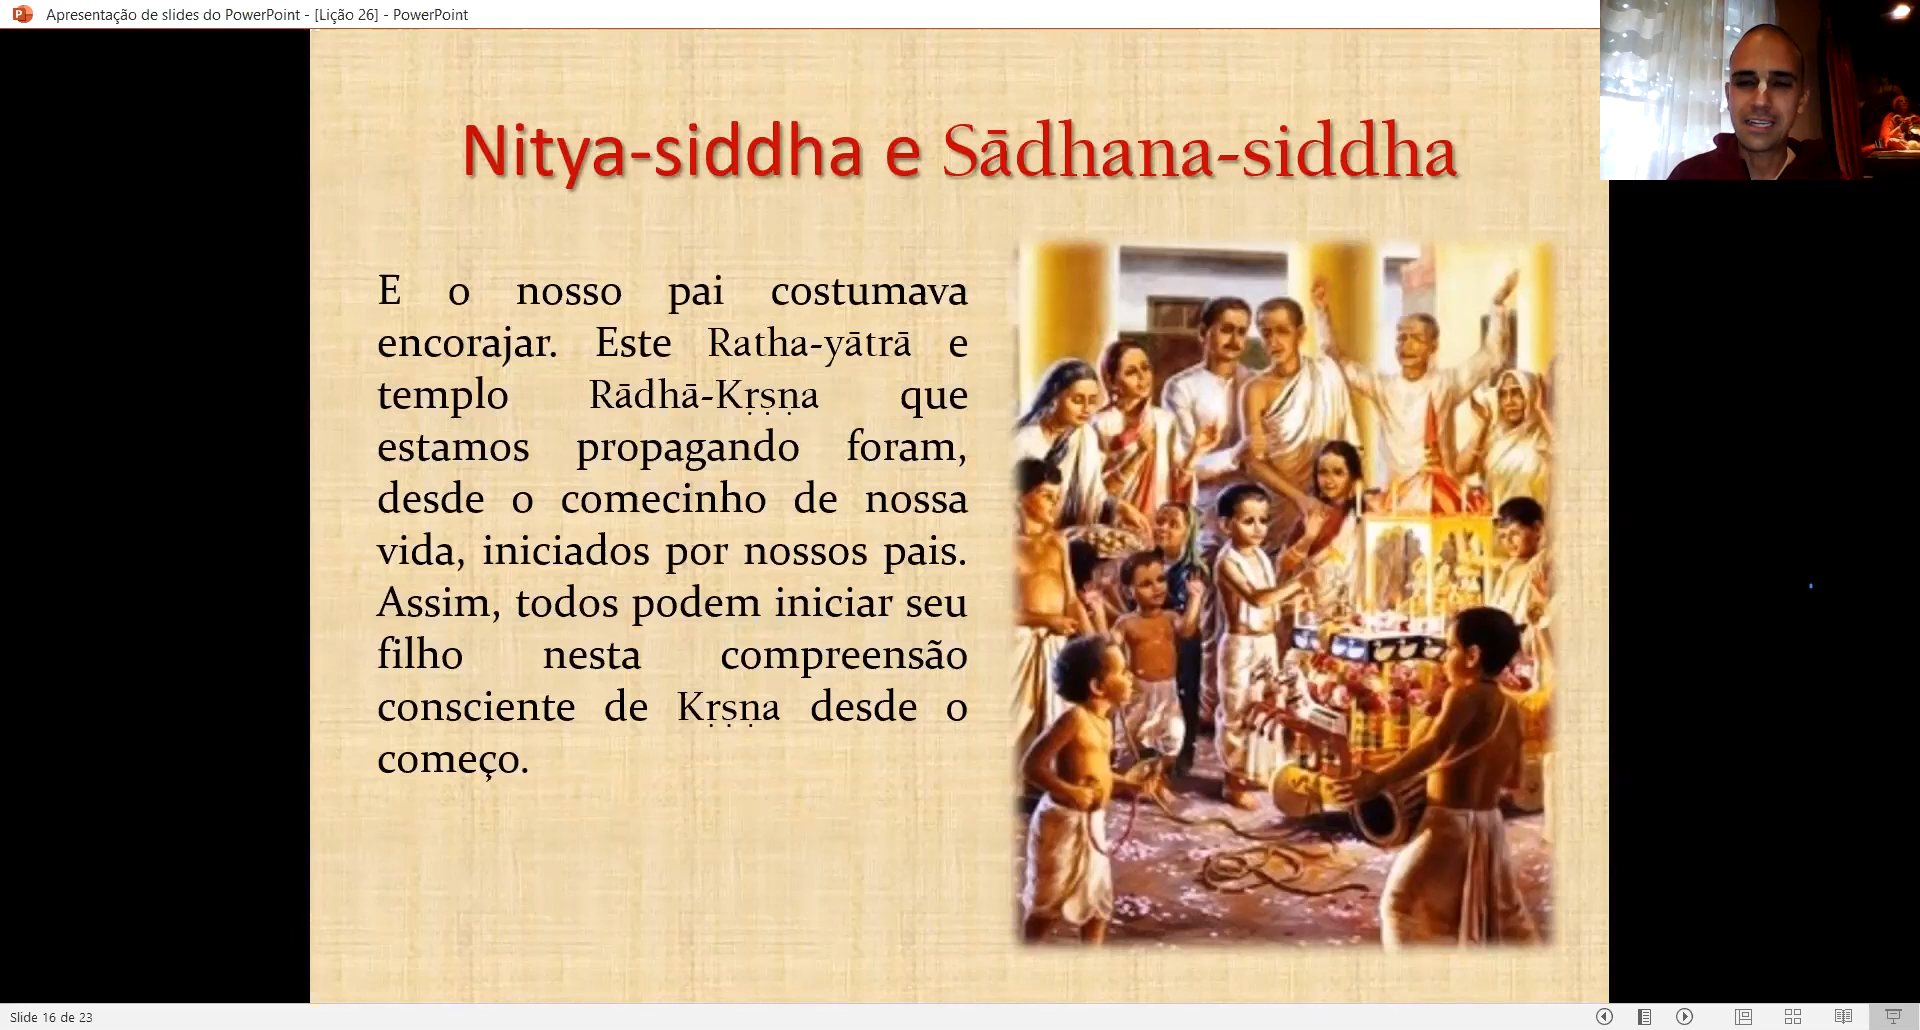 Apresentação de slides do PowerPoint - [Lição 26] - PowerPoint
Nitya-siddha e Sādhana-siddha
E o nosso pai costumava
encorajar. Este Ratha-yātrā e
templo Rādhā-Kṛṣṇa que
estamos propagando foram,
desde o comecinho de nossa
vida, iniciados por nossos pais.
Assim, todos podem iniciar seu
filho nesta compreensão
consciente de Kṛṣṇa desde o
começo.
Slide 16 de 23